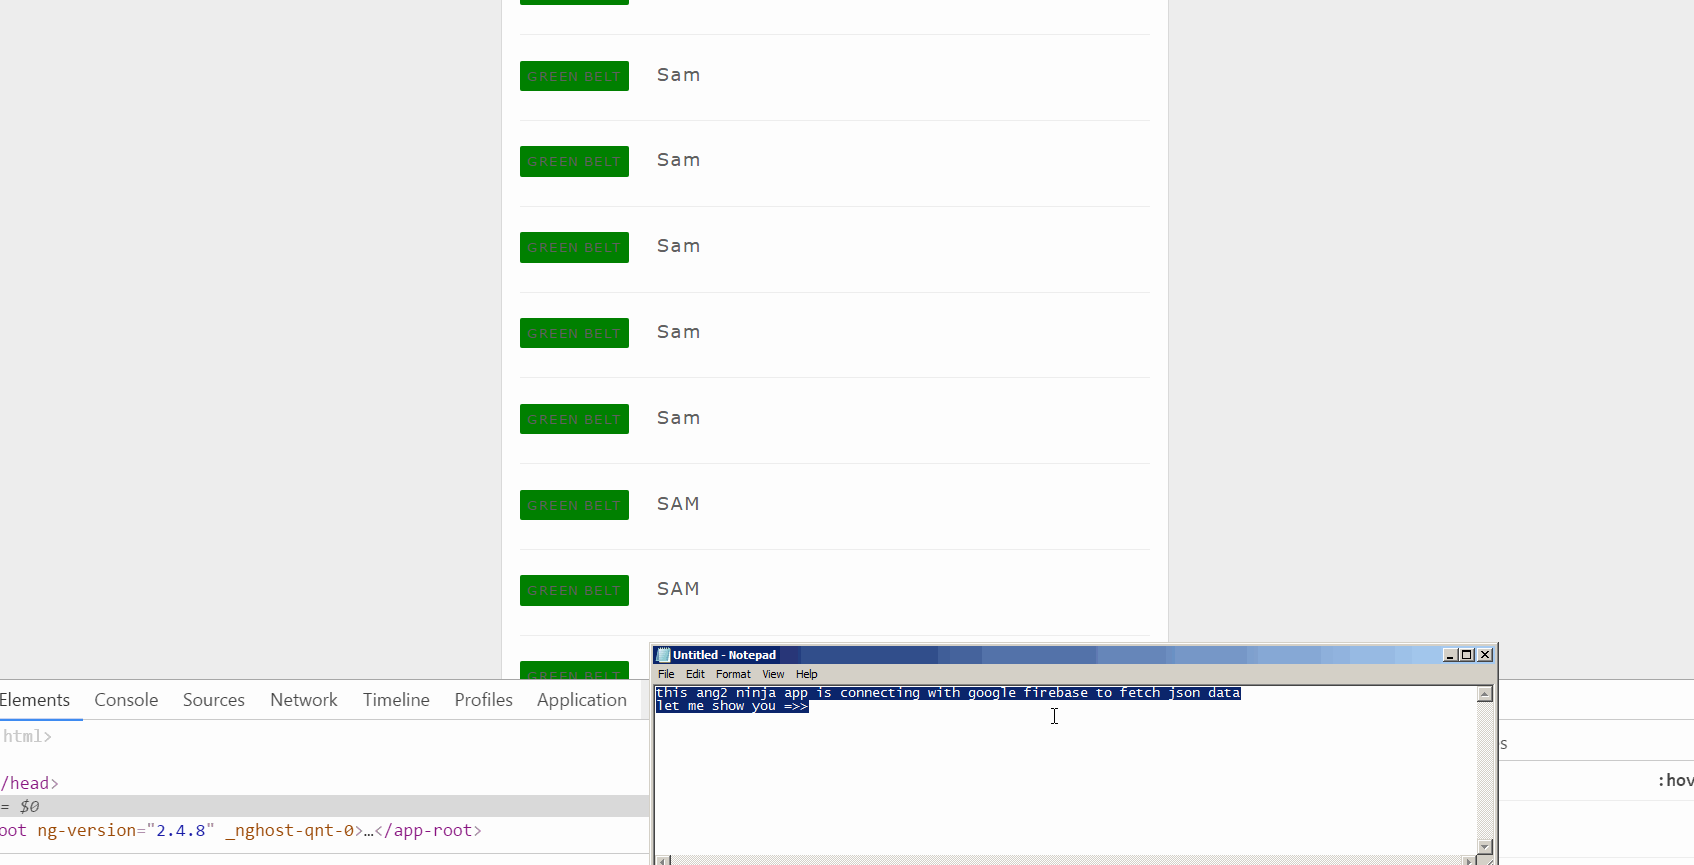 GREEN BELT Sam
GREEN BELT Sam
GREEN BELT Sam
GREEN BELT Sam
GREEN BELT Sam
GREEN BELT SAM
GREEN BELT SAM
GREEN BELT
Untitled - Notepad
File Edit Format View Help
this ang2 ninja app is connecting with google firebase to fetch json data
let me show you =>>
Elements Console Sources Network Timeline Profiles Application
html>
s
/head>
:hov
= $0
oot ng-version="2.4.8" _nghost-qnt-0>…</app-root>